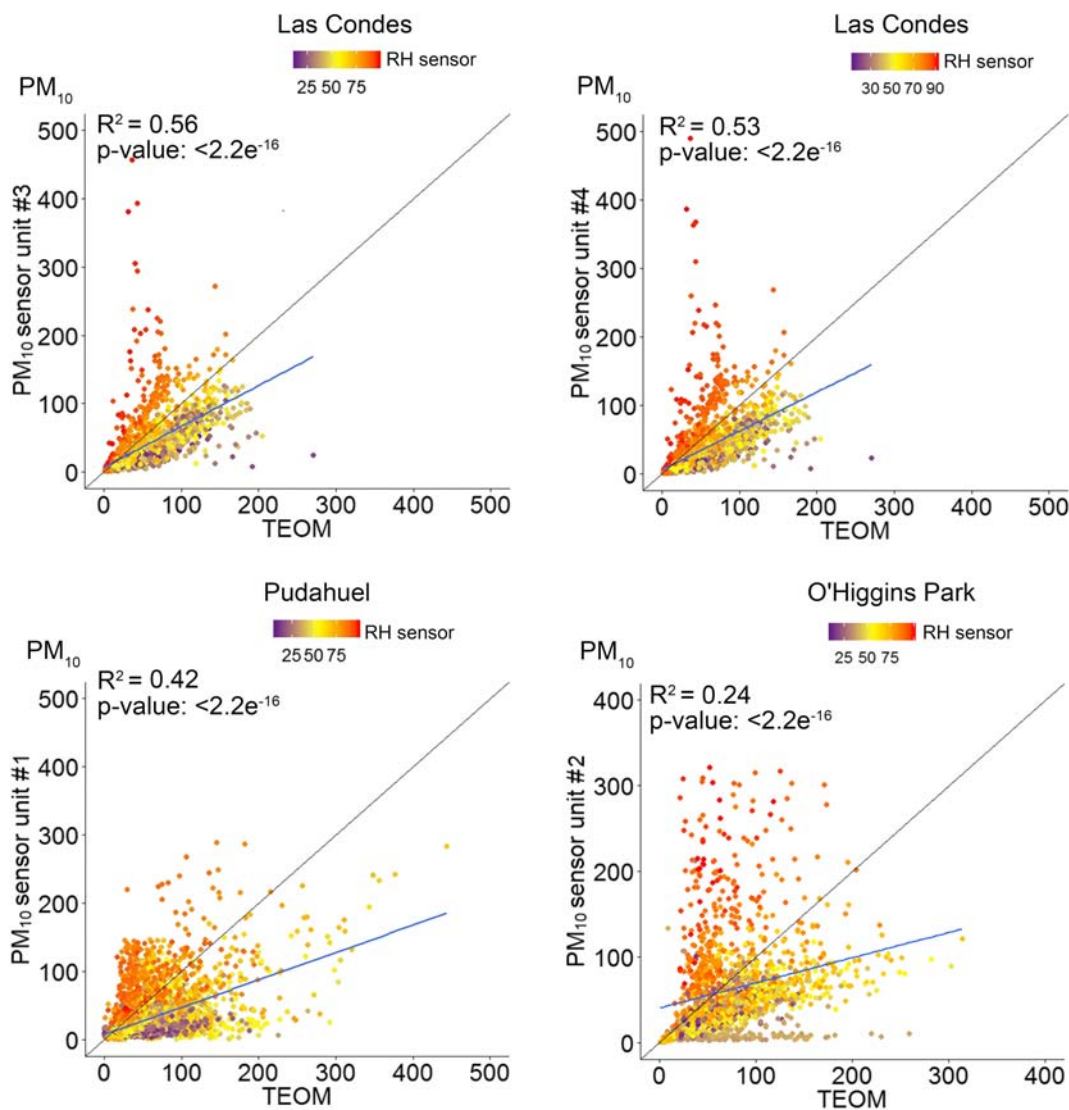 Las Condes
RH sensor
25 50 75
PM10
R2 = 0.56
p-value: <2.2e-16
500
400
300
200
100
0
PM10 sensor unit #3
0 100 200 300 400 500
TEOM
Las Condes
RH sensor
30 50 70 90
PM10
R2 = 0.53
p-value: <2.2e-16
500
400
300
200
100
0
PM10 sensor unit #4
0 100 200 300 400 500
TEOM
Pudahuel
RH sensor
25 50 75
PM10
R2 = 0.42
p-value: <2.2e-16
500
400
300
200
100
0
PM10 sensor unit #1
0 100 200 300 400 500
TEOM
O'Higgins Park
RH sensor
25 50 75
PM10
R2 = 0.24
p-value: <2.2e-16
400
300
200
100
0
PM10 sensor unit #2
0 100 200 300 400
TEOM